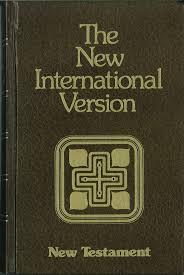 The
New
International
Version
New Testament